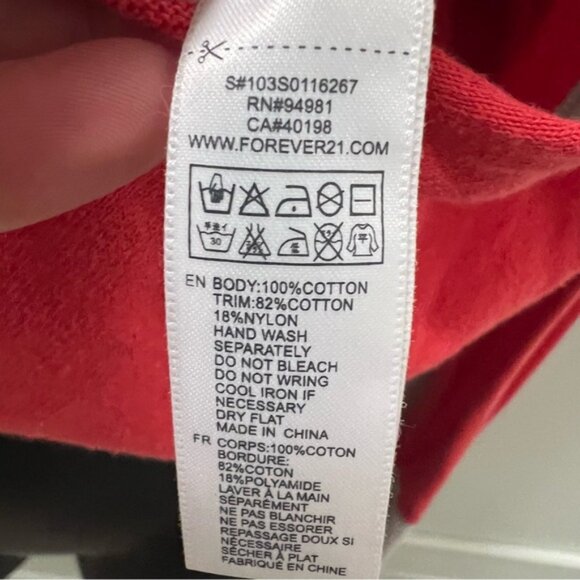 S#103S0116267
RN#94981
CA#40198
WWW.FOREVER21.COM
30
平
EN BODY:100%COTTON
TRIM:82%COTTON
18%NYLON
HAND WASH
SEPARATELY
DO NOT BLEACH
DO NOT WRING
COOL IRON IF
NECESSARY
DRY FLAT
MADE IN CHINA
FR CORPS:100%COTON
BORDURE:
82%COTON
18%POLYAMIDE
LAVER À LA MAIN
SÉPARÉMENT
NE PAS BLANCHIR
NE PAS ESSORER
REPASSAGE DOUX SI
NÉCESSAIRE
SÉCHER À PLAT
FABRIQUÉ EN CHINE